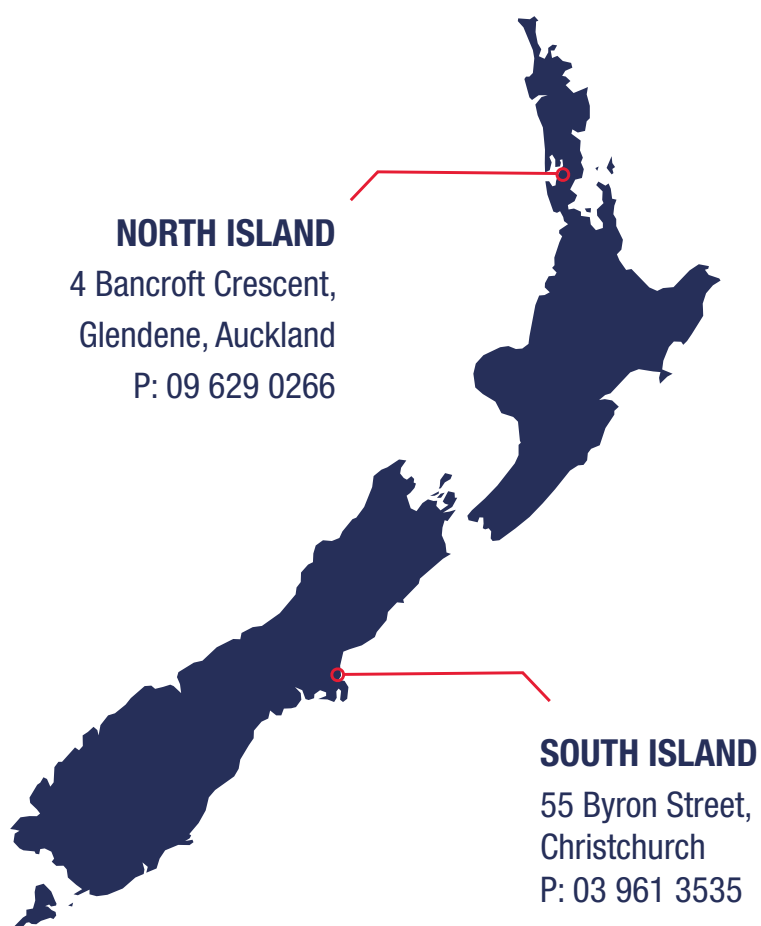 NORTH ISLAND
4 Bancroft Crescent,
Glendene, Auckland
P: 09 629 0266
SOUTH ISLAND
55 Byron Street,
Christchurch
P: 03 961 3535